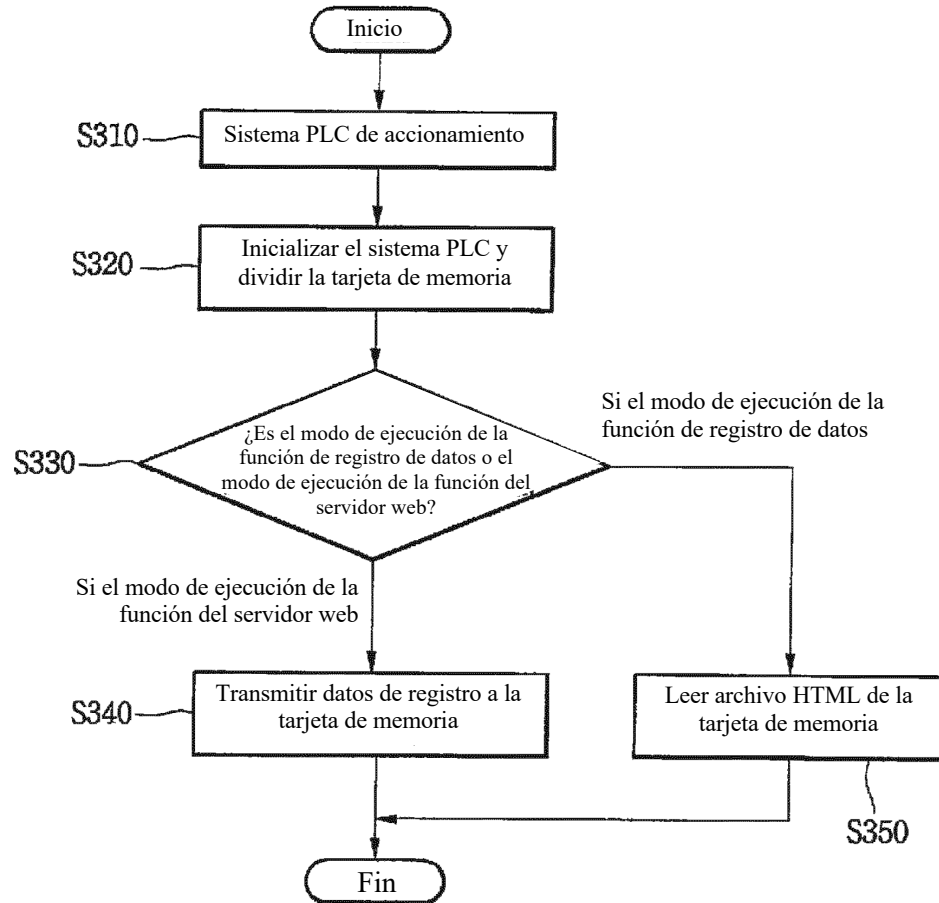 Inicio
S310
Sistema PLC de accionamiento
S320
Inicializar el sistema PLC y
dividir la tarjeta de memoria
Si el modo de ejecución de la
función de registro de datos
S330
¿Es el modo de ejecución de la
función de registro de datos o el
modo de ejecución de la función del
servidor web?
Si el modo de ejecución de la
función del servidor web
S340
Transmitir datos de registro a la
tarjeta de memoria
Leer archivo HTML de la
tarjeta de memoria
S350
Fin